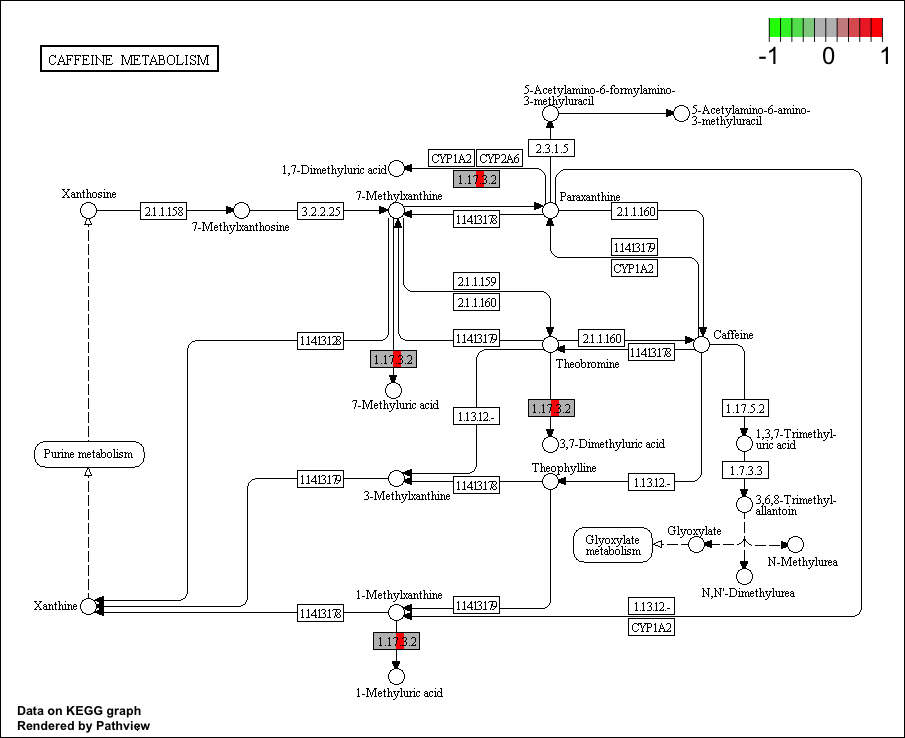 -1 0 1
CAFFEINE METABOLISM
5-Acetylamino-6-formylamino-
3-methyluracil
5-Acetylamino-6-amino-
3-methyluracil
2.3.1.5
CYP1A2 CYP2A6
1,7-Dimethyluric acid
1.17.3.2
Xanthosine
7-Methylxanthine
Paraxanthine
2.1.1.158
3.2.2.25
2.1.1.160
7-Methylxanthosine
1.14.13.178
1.14.13.179
CYP1A2
2.1.1.159
2.1.1.160
1.14.13.128
1.14.13.179
2.1.1.160
Caffeine
1.14.13.178
Theobromine
1.17.3.2
7-Methyluric acid
1.17.3.2
1.17.5.2
1.13.12.-
1,3,7-Trimethyl-
uric acid
3,7-Dimethyluric acid
Purine metabolism
Theophylline
1.7.3.3
1.14.13.179
1.14.13.178
1.13.12.-
3-Methylxanthine
3,6,8-Trimethyl-
allantoin
Glyoxylate
Glyoxylate
metabolism
N-Methylurea
N,N'-Dimethylurea
1-Methylxanthine
Xanthine
1.14.13.178
1.14.13.179
1.13.12.-
CYP1A2
1.17.3.2
1-Methyluric acid
Data on KEGG graph
Rendered by Pathview